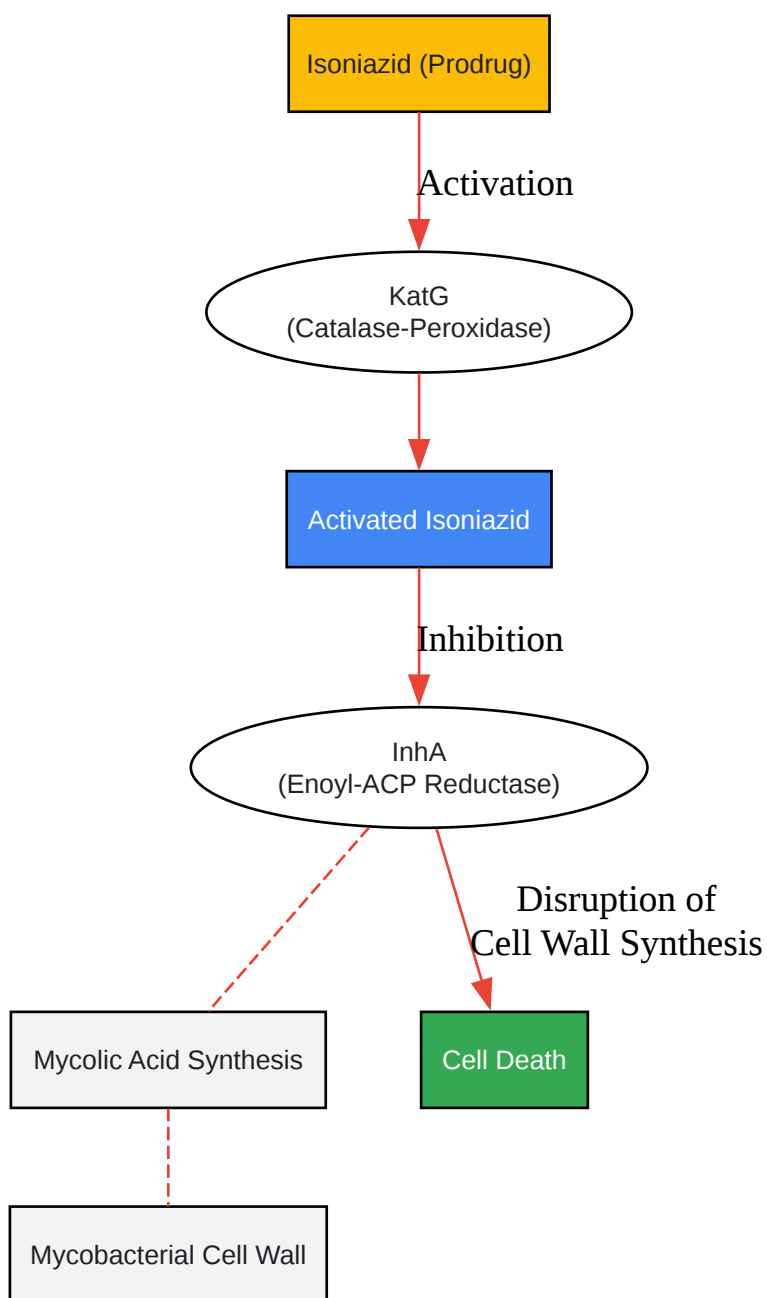 Isoniazid (Prodrug)
Activation
KatG
(Catalase-Peroxidase)
Activated Isoniazid
Inhibition
InhA
(Enoyl-ACP Reductase)
Disruption of
Cell Wall Synthesis
Mycolic Acid Synthesis
Cell Death
Mycobacterial Cell Wall